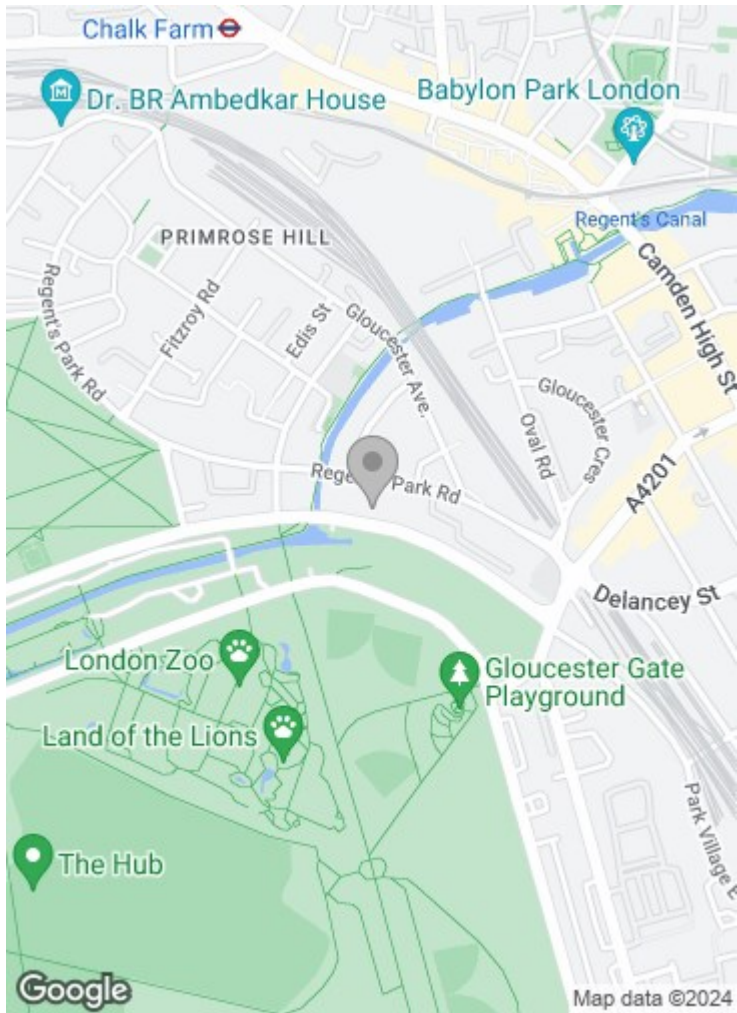 Chalk Farm
Dr. BR Ambedkar House
Babylon Park London
Regent's Canal
PRIMROSE HILL
Camden High St
Regent's Park Rd
Fitzroy Rd
Edis St
Gloucester Ave.
Gloucester Cres
Oval Rd
A4201
Park Rd
Delancey St
London Zoo
Gloucester Gate
Playground
Land of the Lions
Park Village E
The Hub
Google
Map data ©2024